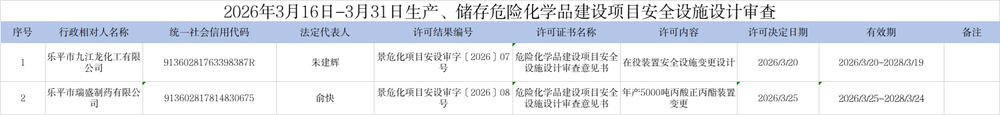 2026年3月16日-3月31日生产、储存危险化学品建设项目安全设施设计审查
序号 行政相对人名称 统一社会信用代码 法定代表人 许可结果编号 许可证书名称 许可内容 许可决定日期 有效期 备注
1 乐平市九江龙化工有限公司 91360281763398387R 朱建辉 景危化项目安设审字〔2026〕07号 危险化学品建设项目安全设施设计审查意见书 在役装置安全设施变更设计 2026/3/20 2026/3/20-2028/3/19
2 乐平市瑞盛制药有限公司 913602817814830675 俞快 景危化项目安设审字〔2026〕08号 危险化学品建设项目安全设施设计审查意见书 年产5000吨丙酸正丙酯装置变更 2026/3/25 2026/3/25-2028/3/24